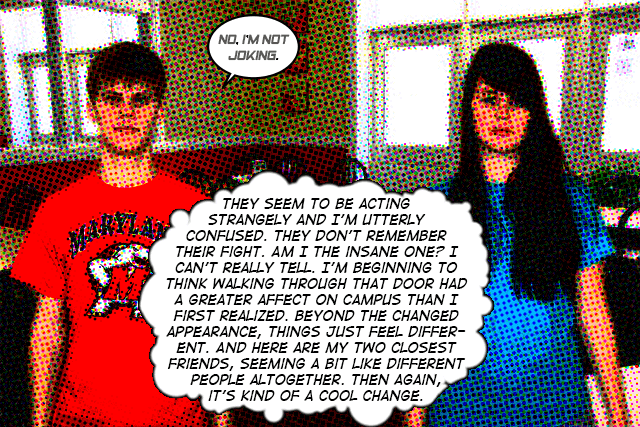 NO, I'M NOT
JOKING.
THEY SEEM TO BE ACTING
STRANGELY AND I'M UTTERLY
CONFUSED. THEY DON'T REMEMBER
THEIR FIGHT. AM I THE INSANE ONE? I
CAN'T REALLY TELL. I'M BEGINNING TO
THINK WALKING THROUGH THAT DOOR HAD
A GREATER AFFECT ON CAMPUS THAN I
FIRST REALIZED. BEYOND THE CHANGED
APPEARANCE, THINGS JUST FEEL DIFFER-
ENT. AND HERE ARE MY TWO CLOSEST
FRIENDS, SEEMING A BIT LIKE DIFFERENT
PEOPLE ALTOGETHER. THEN AGAIN,
IT'S KIND OF A COOL CHANGE.
M